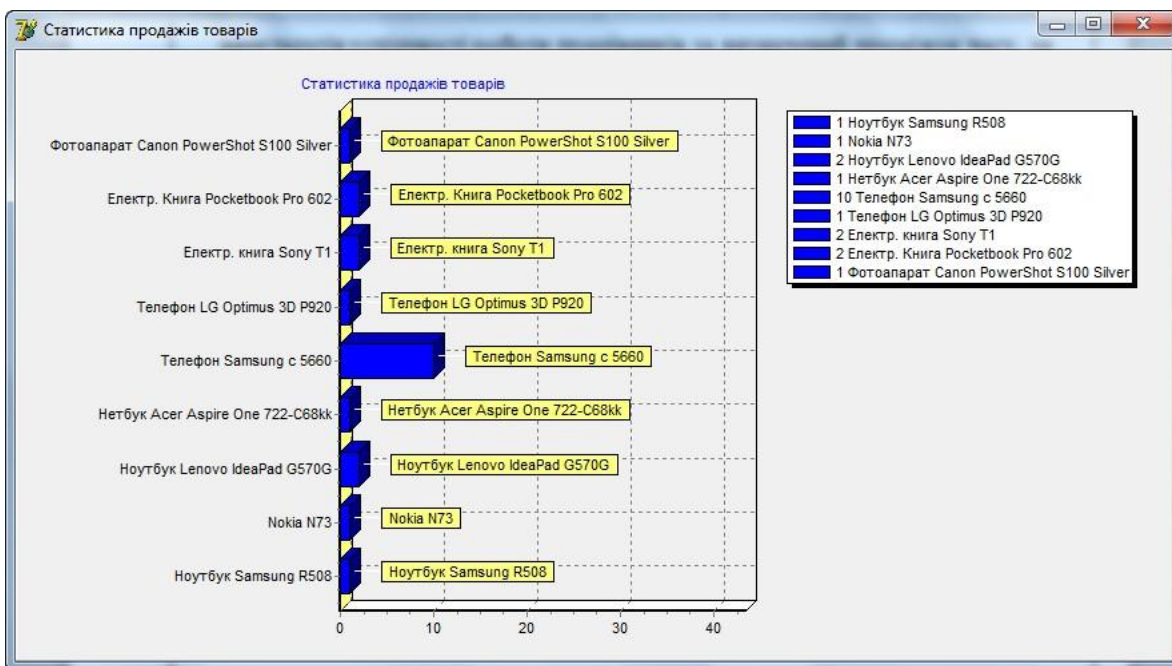 Статистика продажів товарів
Статистика продажів товарів
Фотоапарат Canon PowerShot S100 Silver
Фотоапарат Canon PowerShot S100 Silver
Електр. Книга Pocketbook Pro 602
Електр. Книга Pocketbook Pro 602
Електр. книга Sony T1
Електр. книга Sony T1
Телефон LG Optimus 3D P920
Телефон LG Optimus 3D P920
Телефон Samsung c 5660
Телефон Samsung c 5660
Нетбук Acer Aspire One 722-C68kk
Нетбук Acer Aspire One 722-C68kk
Ноутбук Lenovo IdeaPad G570G
Ноутбук Lenovo IdeaPad G570G
Nokia N73
Nokia N73
Ноутбук Samsung R508
Ноутбук Samsung R508
0 10 20 30 40
1 Ноутбук Samsung R508
1 Nokia N73
2 Ноутбук Lenovo IdeaPad G570G
1 Нетбук Acer Aspire One 722-C68kk
10 Телефон Samsung c 5660
1 Телефон LG Optimus 3D P920
2 Електр. книга Sony T1
2 Електр. Книга Pocketbook Pro 602
1 Фотоапарат Canon PowerShot S100 Silver